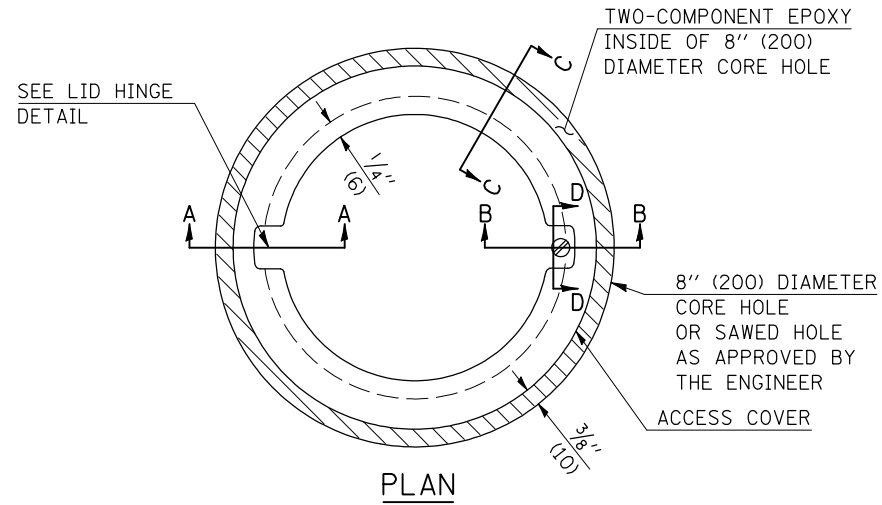 TWO-COMPONENT EPOXY
INSIDE OF 8" (200)
DIAMETER CORE HOLE
C
C
SEE LID HINGE
DETAIL
1/4"
(6)
A
A
B
B
D
D
8" (200) DIAMETER
CORE HOLE
OR SAWED HOLE
AS APPROVED BY
THE ENGINEER
ACCESS COVER
3/8"
(10)
PLAN